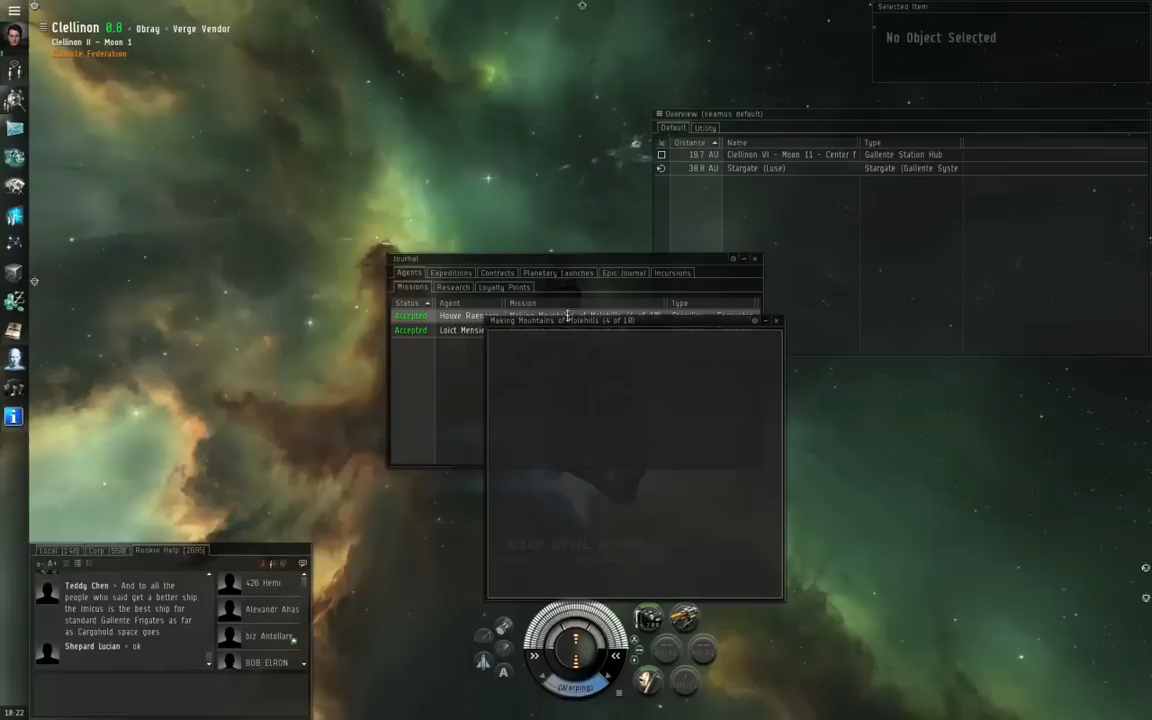 Clellinon 0.8 < Obray < Verge Vendor
Clellinon II - Moon 1
Gallente Federation
Selected Item
No Object Selected
Overview (seamus default)
Default Utility
Distance Name Type
18.7 AU Clellinon VI - Moon 11 - Center Gallente Station Hub
38.8 AU Stargate (Luse) Stargate (Gallente Syste
Journal
Agents Expeditions Contracts Planetary Launches Epic Journal Incursions
Missions Research Loyalty Points
Status Agent Mission Type
Accepted Houve
Making Mountains of Molehills (4 of 10)
Accepted Loict Mensie
Local [146] Corp [558] Rookie Help [2695]
Teddy Chen > And to all the
people who said get a better ship,
the Imicus is the best ship for
standard Gallente Frigates as far
as Cargohold space goes
Shepard Lucian > ok
426 Hemi
Alexandr Ahas
biz Antollare
BOB ELRON
A
(Warping)
18:22